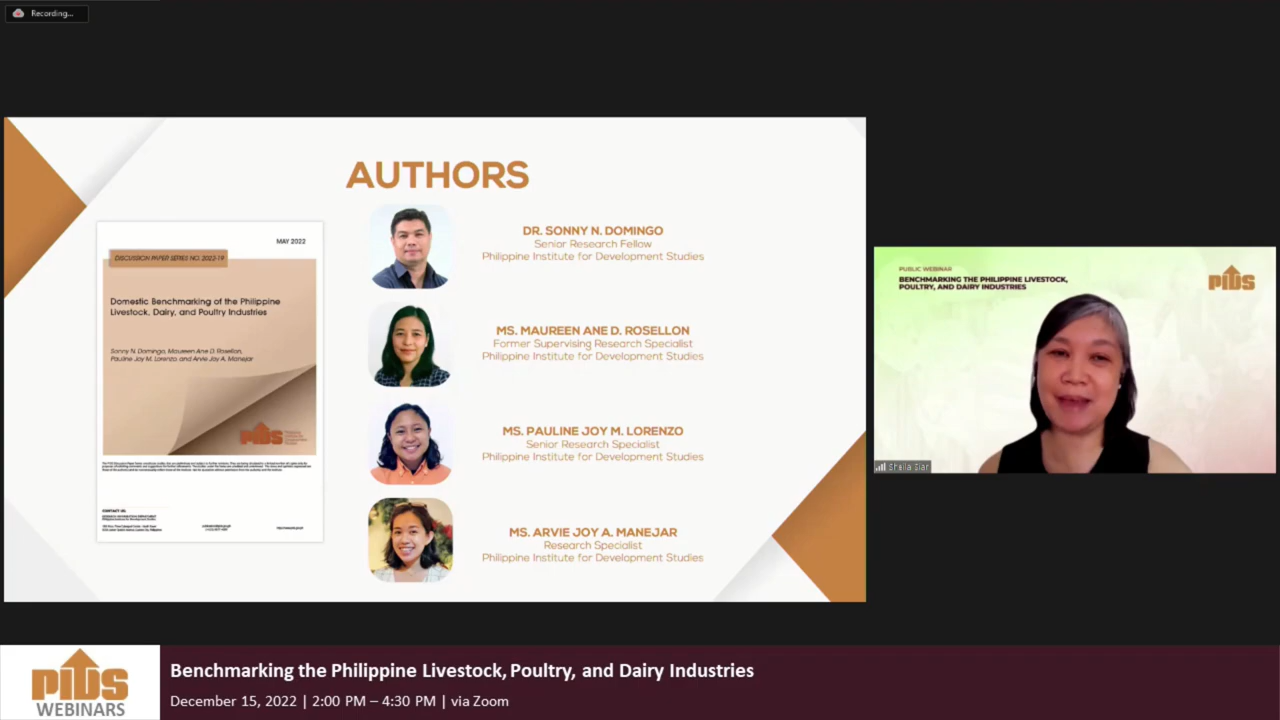 Recording...
AUTHORS
MAY 2022
DISCUSSION PAPER SERIES NO. 2022-19
Domestic Benchmarking of the Philippine
Livestock, Dairy, and Poultry Industries
Sonny N. Domingo, Maureen Ane D. Rosellon,
Pauline Joy M. Lorenzo, and Arvie Joy A. Manejar
PIDS
CONTACT US:
DR. SONNY N. DOMINGO
Senior Research Fellow
Philippine Institute for Development Studies
MS. MAUREEN ANE D. ROSELLON
Former Supervising Research Specialist
Philippine Institute for Development Studies
MS. PAULINE JOY M. LORENZO
Senior Research Specialist
Philippine Institute for Development Studies
MS. ARVIE JOY A. MANEJAR
Research Specialist
Philippine Institute for Development Studies
PUBLIC WEBINAR
BENCHMARKING THE PHILIPPINE LIVESTOCK,
POULTRY, AND DAIRY INDUSTRIES
PIDS
Sheila Siar
PIDS
WEBINARS
Benchmarking the Philippine Livestock, Poultry, and Dairy Industries
December 15, 2022 | 2:00 PM – 4:30 PM | via Zoom